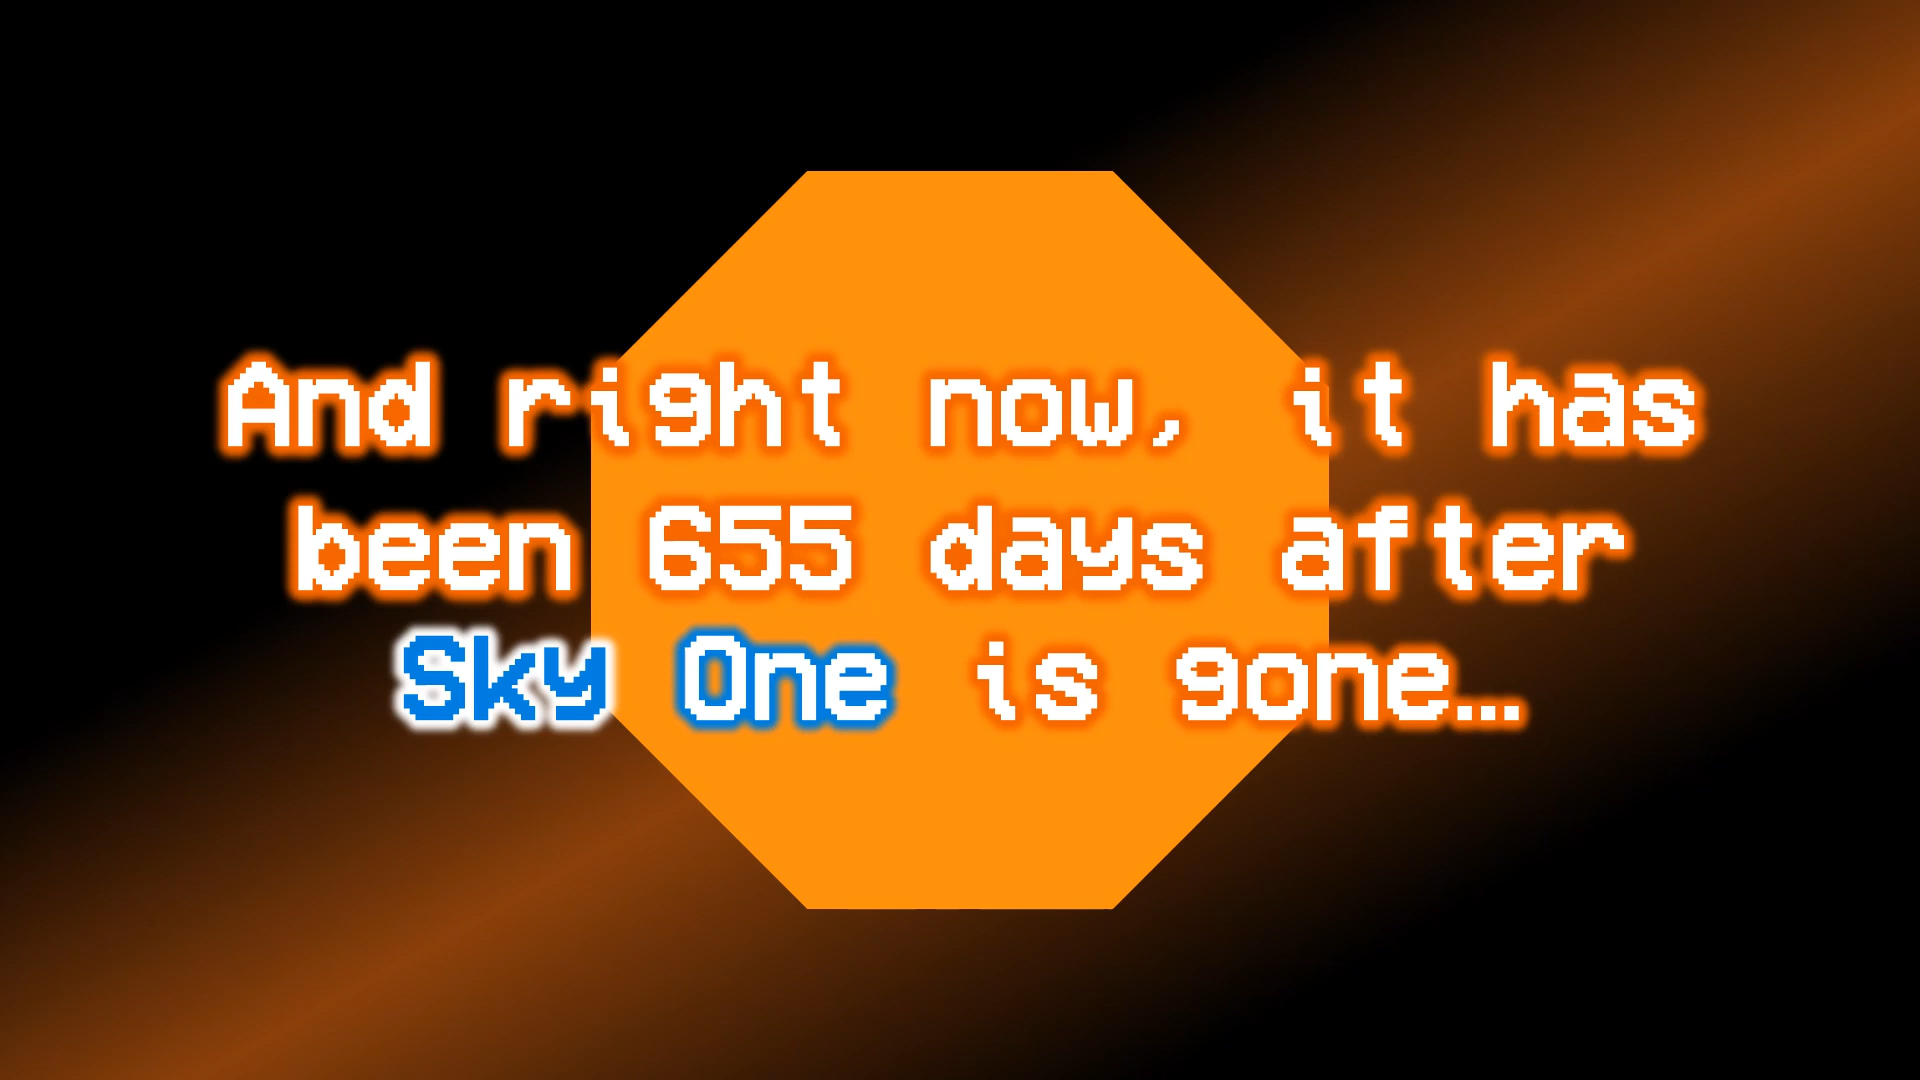 And right now, it has
been 655 days after
Sky One is gone…